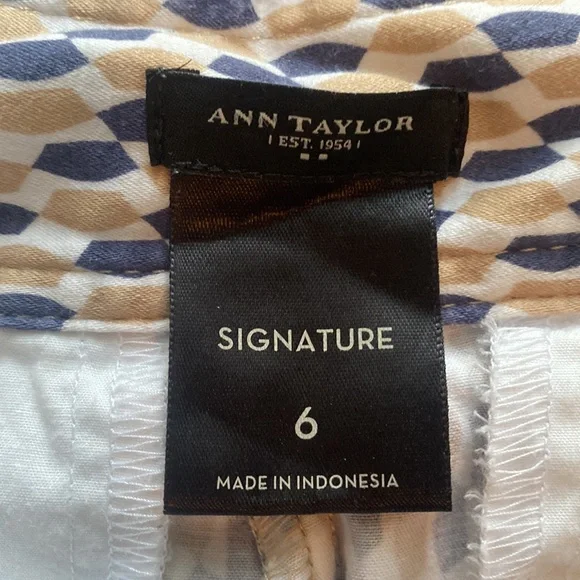 ANN TAYLOR
| EST. 1954 |
SIGNATURE
6
MADE IN INDONESIA